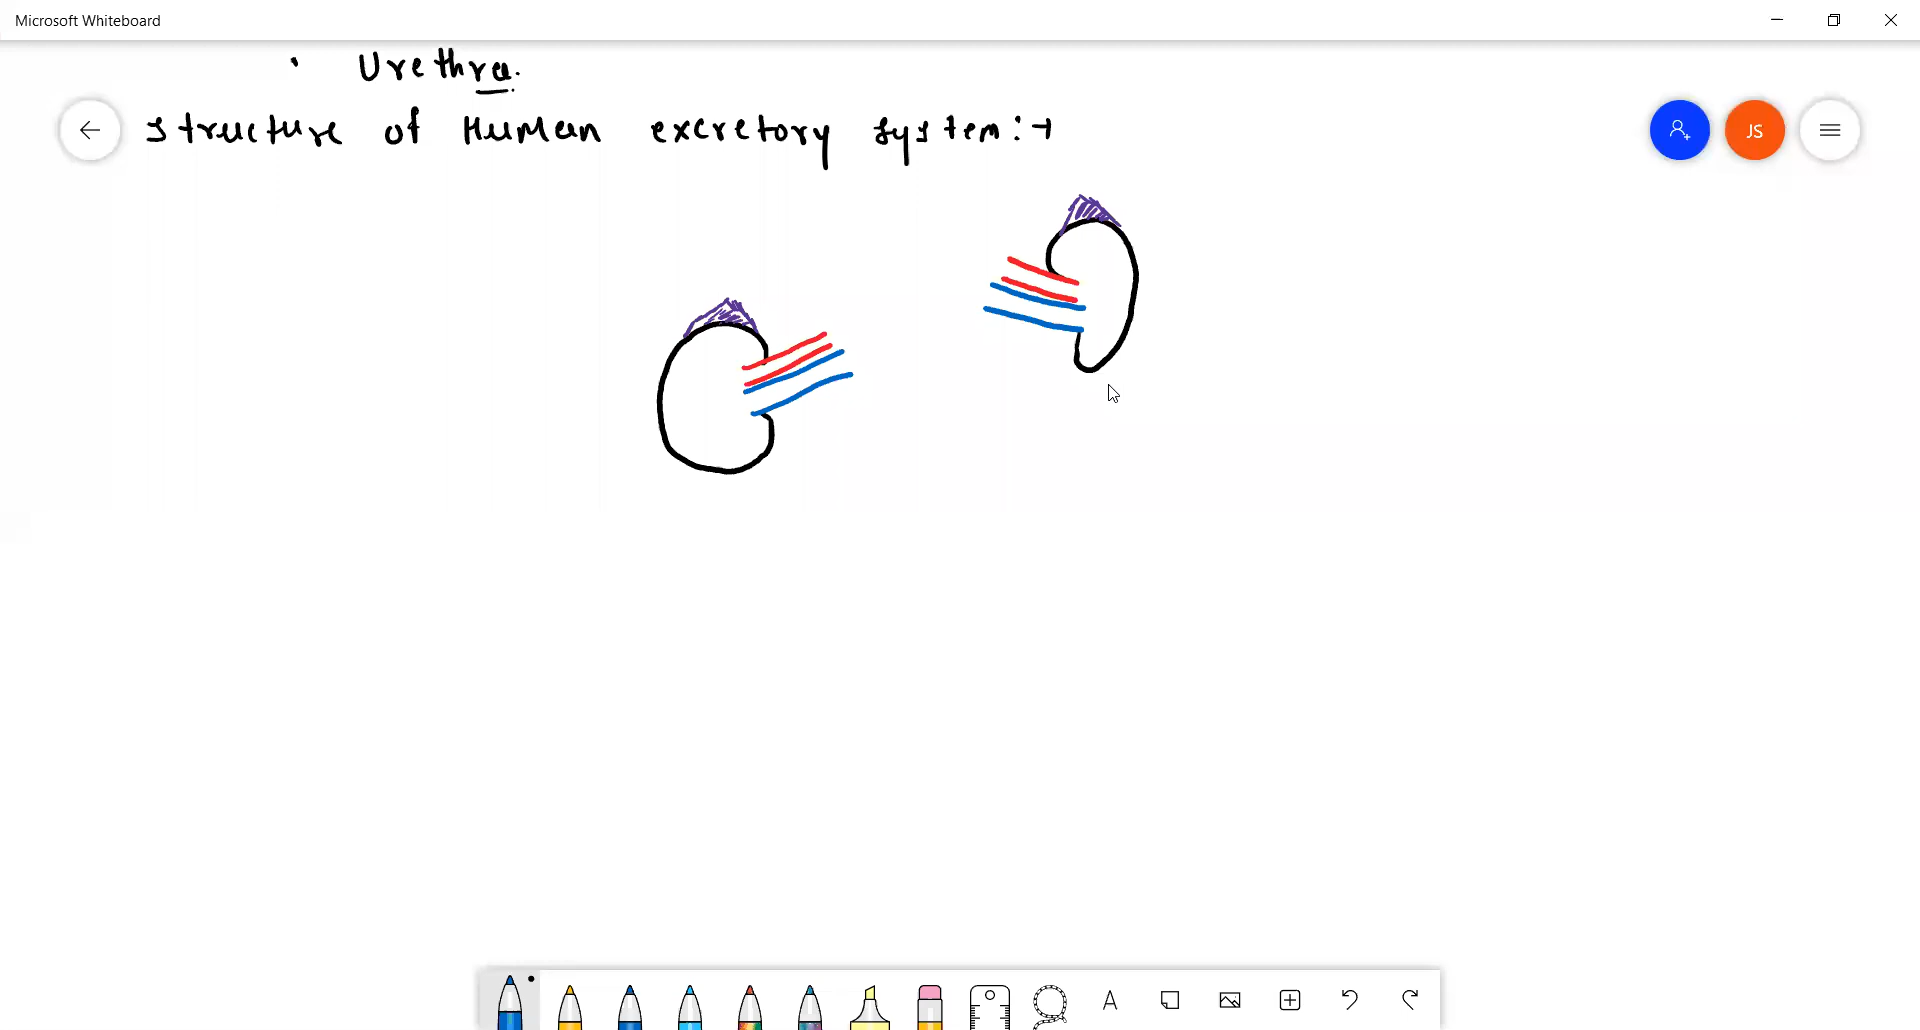 Microsoft Whiteboard
• Urethra.
structure of Human excretory system:→
JS